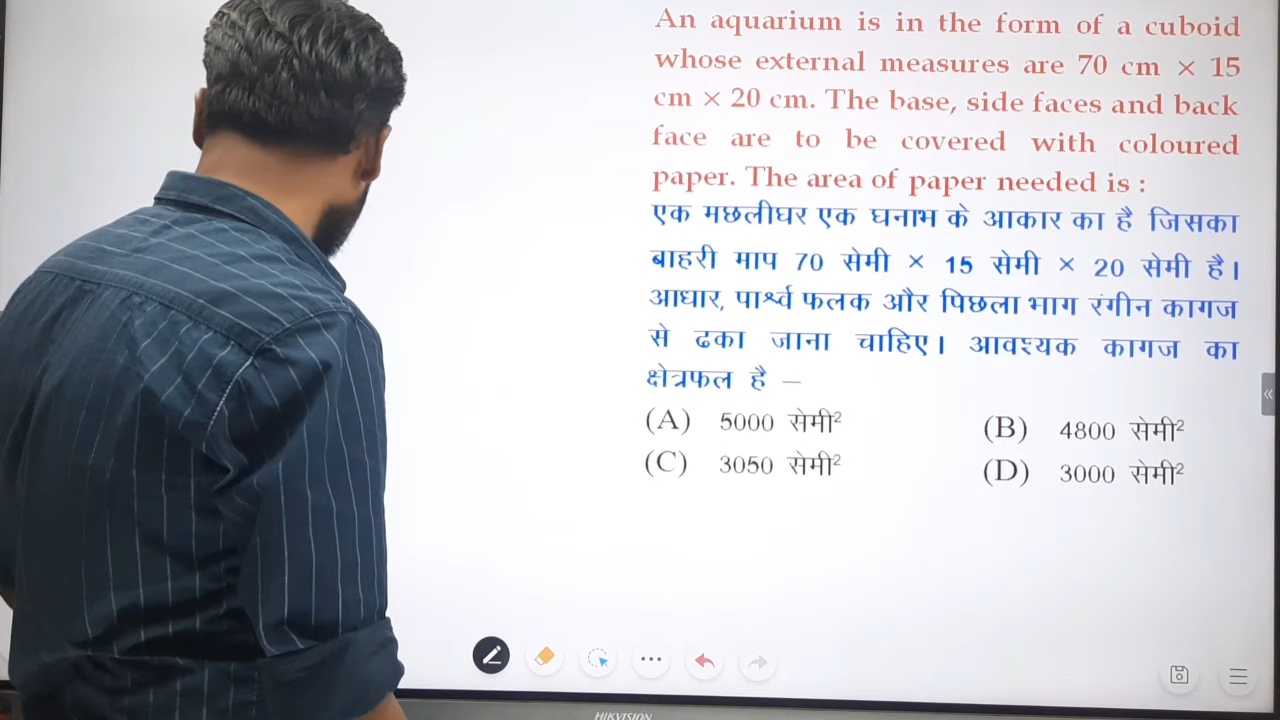 An aquarium is in the form of a cuboid
whose external measures are 70 cm × 15
cm × 20 cm. The base, side faces and back
face are to be covered with coloured
paper. The area of paper needed is :
एक मछलीघर एक घनाभ के आकार का है जिसका
बाहरी माप 70 सेमी × 15 सेमी × 20 सेमी है।
आधार, पार्श्व फलक और पिछला भाग रंगीन कागज
से ढका जाना चाहिए। आवश्यक कागज का
क्षेत्रफल है –
(A) 5000 सेमी² (B) 4800 सेमी²
(C) 3050 सेमी² (D) 3000 सेमी²
HIKVISION